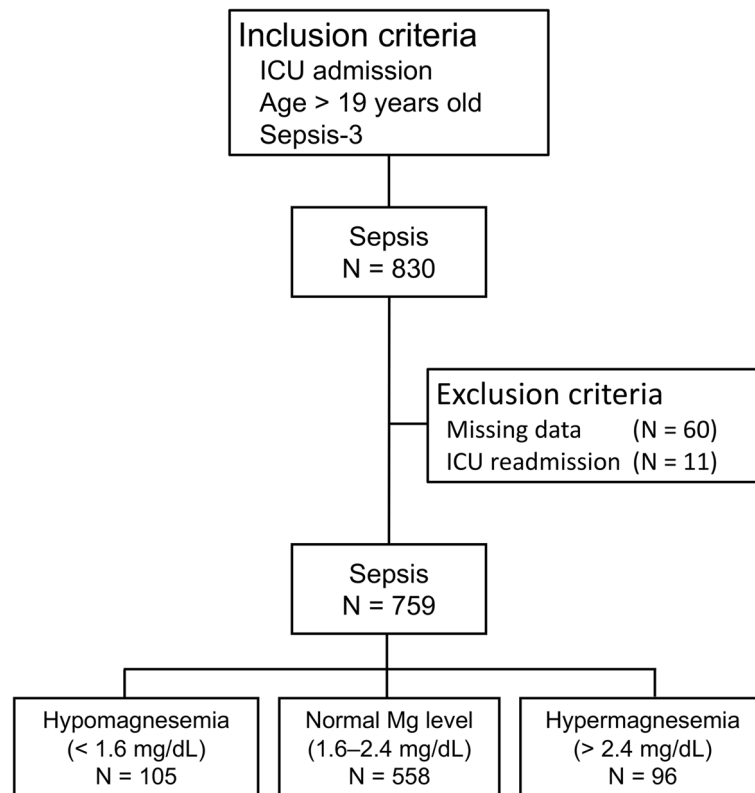 Inclusion criteria
ICU admission
Age > 19 years old
Sepsis-3
Sepsis
N = 830
Exclusion criteria
Missing data (N = 60)
ICU readmission (N = 11)
Sepsis
N = 759
Hypomagnesemia
(< 1.6 mg/dL)
N = 105
Normal Mg level
(1.6–2.4 mg/dL)
N = 558
Hypermagnesemia
(> 2.4 mg/dL)
N = 96